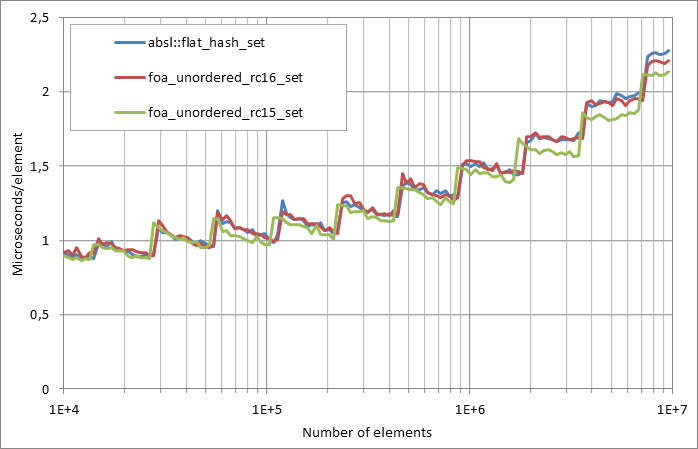 2,5
absl::flat_hash_set
foa_unordered_rc16_set
foa_unordered_rc15_set
2
1,5
1
0,5
0
Microseconds/element
1E+4
1E+5
1E+6
1E+7
Number of elements